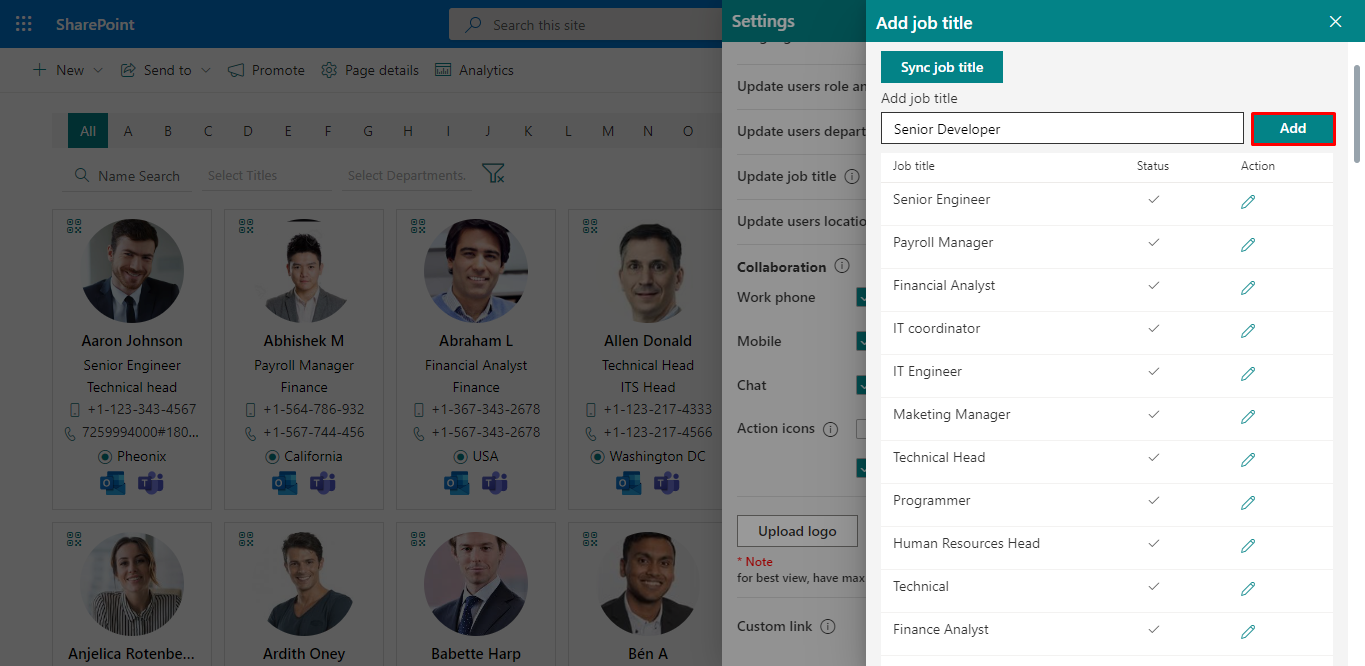 SharePoint
Search this site
New
Send to
Promote
Page details
Analytics
All A B C D E F G H I J K L M N O
Name Search
Select Titles
Select Departments.
Aaron Johnson
Senior Engineer
Technical head
+1-123-343-4567
7259994000#180...
Pheonix
Abhishek M
Payroll Manager
Finance
+1-564-786-932
+1-567-744-456
California
Abraham L
Financial Analyst
Finance
+1-367-343-2678
+1-567-343-2678
USA
Allen Donald
Technical Head
ITS Head
+1-123-217-4333
+1-123-217-4566
Washington DC
Anjelica Rotenbe...
Ardith Oney
Babette Harp
Bén A
Settings
Update users role an
Update users depart
Update job title
Update users locatio
Collaboration
Work phone
Mobile
Chat
Action icons
Upload logo
* Note
for best view, have max
Custom link
Add job title
Sync job title
Add job title
Senior Developer
Add
Job title Status Action
Senior Engineer
Payroll Manager
Financial Analyst
IT coordinator
IT Engineer
Maketing Manager
Technical Head
Programmer
Human Resources Head
Technical
Finance Analyst